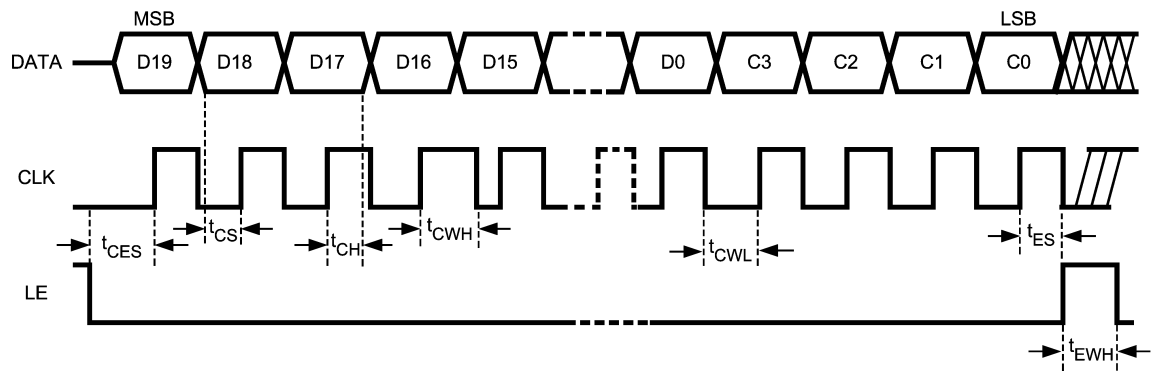 MSB LSB
DATA D19 D18 D17 D16 D15 D0 C3 C2 C1 C0
CLK
tCES tCS tCH tCWH tCWL tES
LE
tEWH